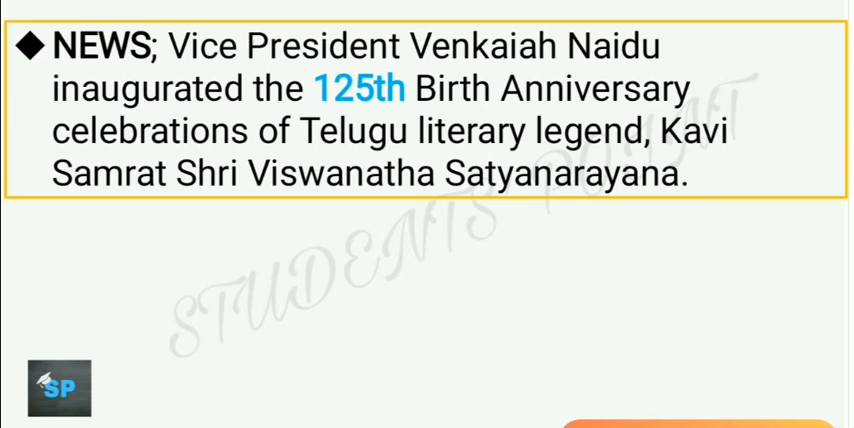 ◆ NEWS; Vice President Venkaiah Naidu
inaugurated the 125th Birth Anniversary
celebrations of Telugu literary legend, Kavi
Samrat Shri Viswanatha Satyanarayana.
STUDENTS POINT
SP